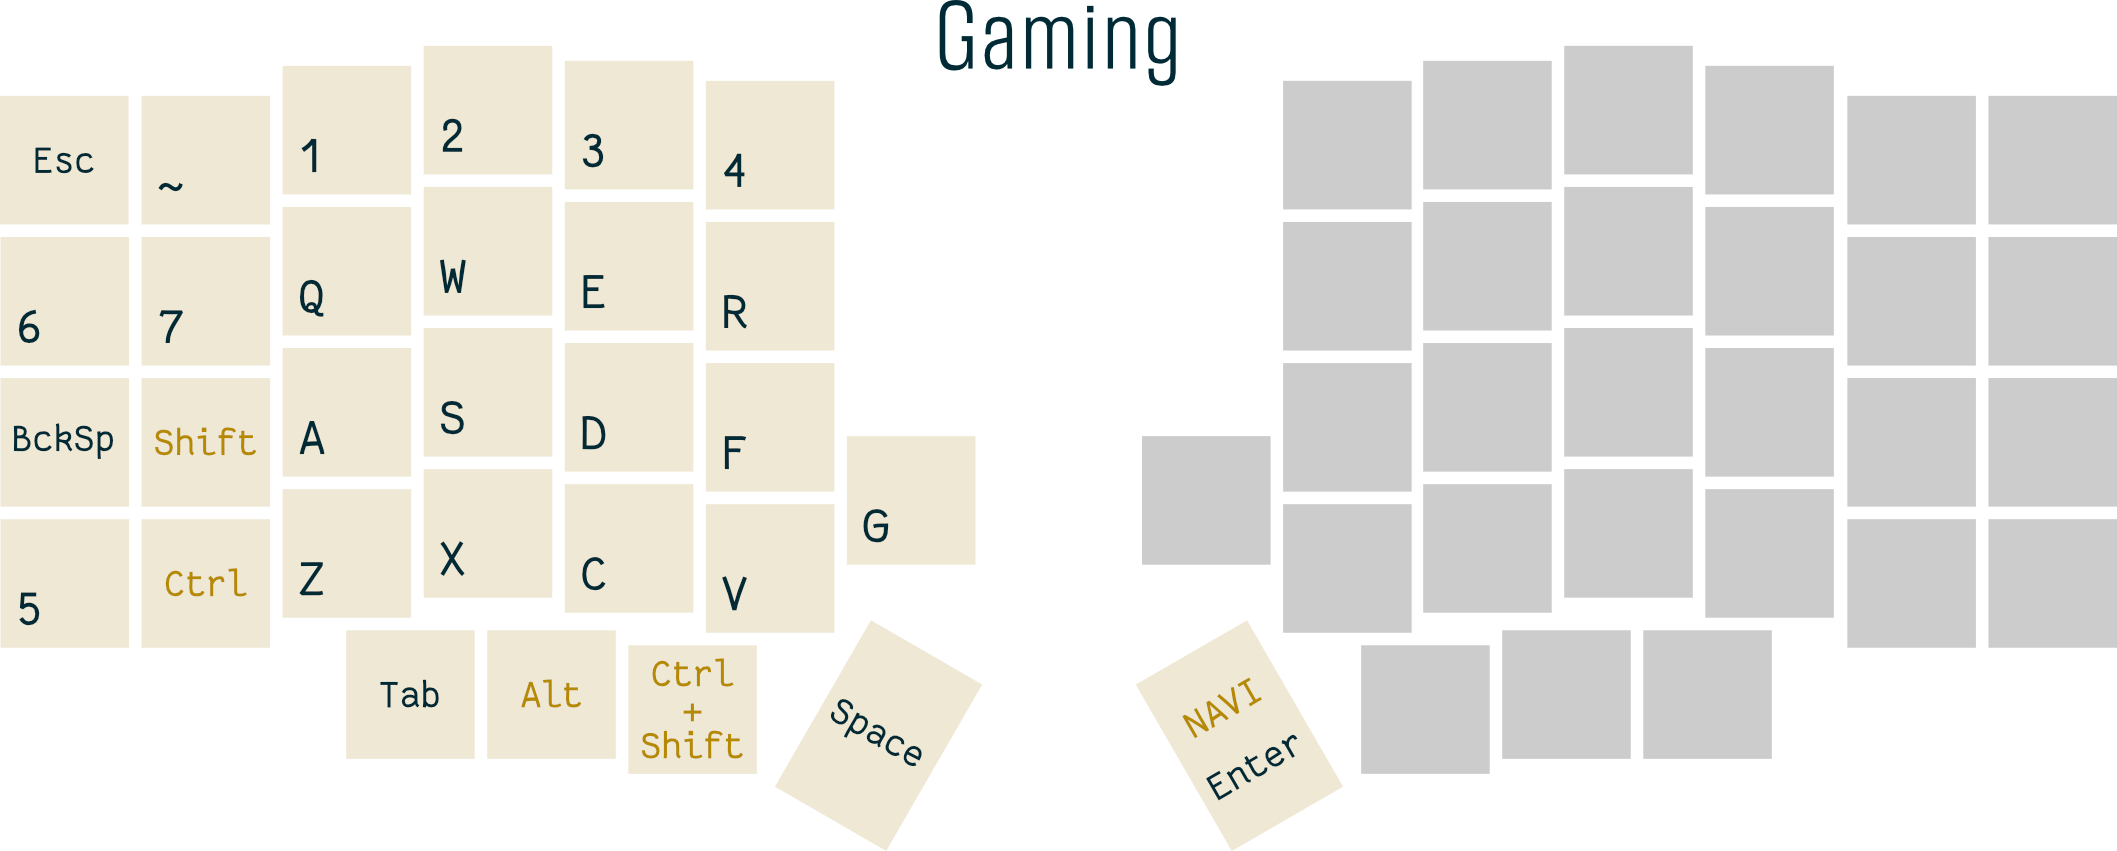 Gaming
Esc ~ 1 2 3 4
6 7 Q W E R
BckSp Shift A S D F
G
5 Ctrl Z X C V
Tab Alt Ctrl
+
Shift
Space
NAVI
Enter